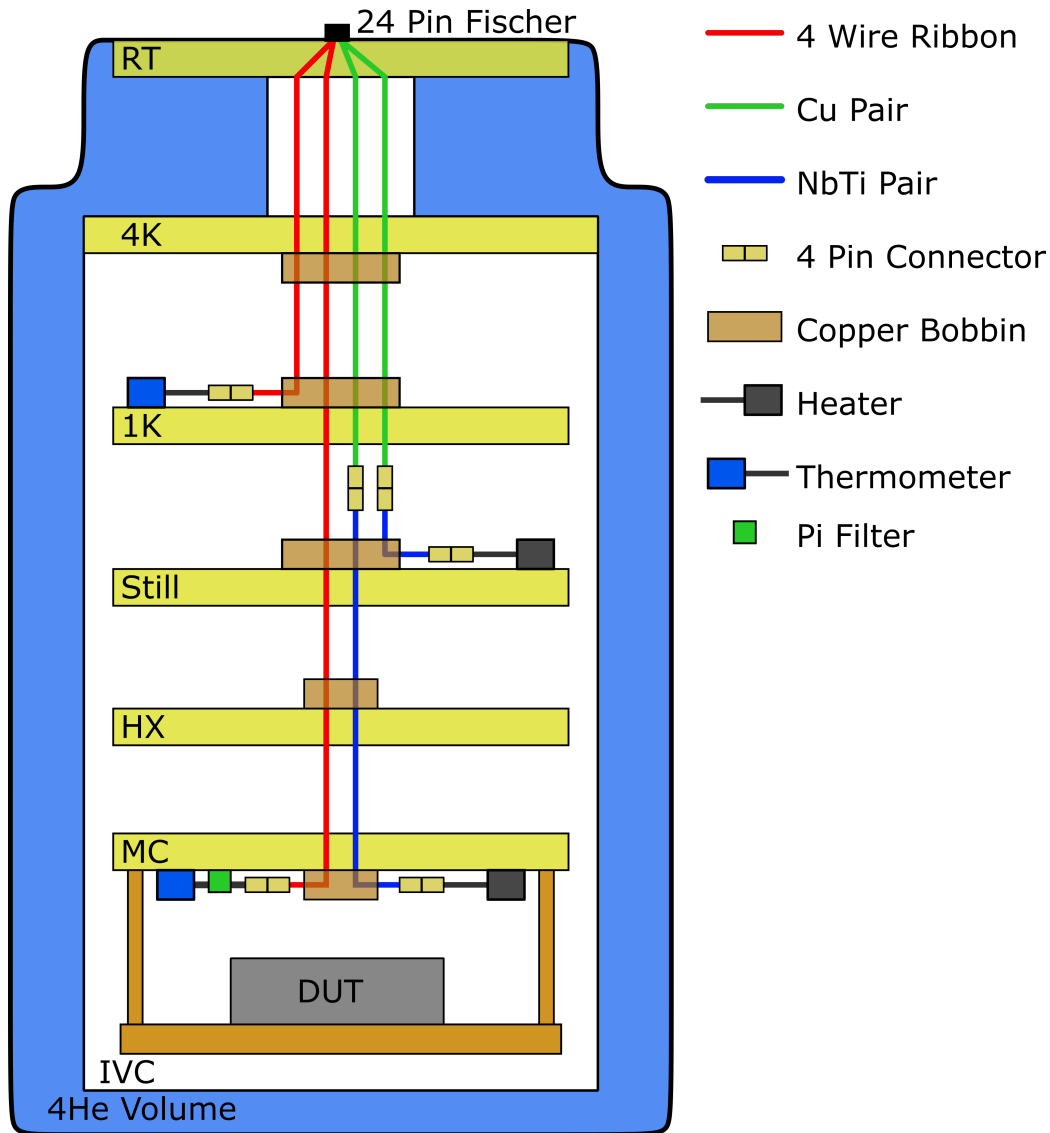 24 Pin Fischer
RT
4K
1K
Still
HX
MC
DUT
IVC
4He Volume
4 Wire Ribbon
Cu Pair
NbTi Pair
4 Pin Connector
Copper Bobbin
Heater
Thermometer
Pi Filter